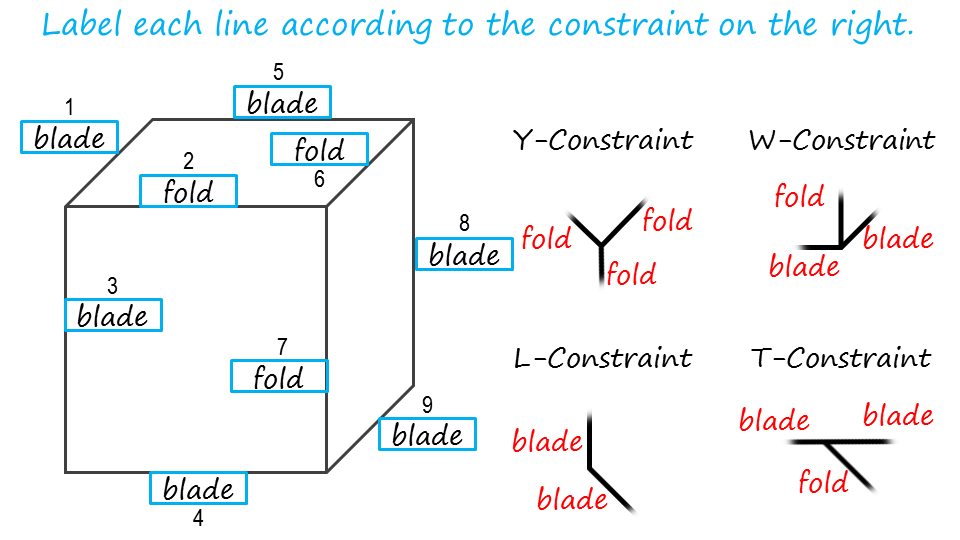 Label each line according to the constraint on the right.
1
blade
2
fold
3
blade
4
blade
5
blade
6
fold
7
fold
8
blade
9
blade
Y-Constraint
fold
fold
fold
W-Constraint
fold
blade
blade
L-Constraint
blade
blade
T-Constraint
blade
blade
fold